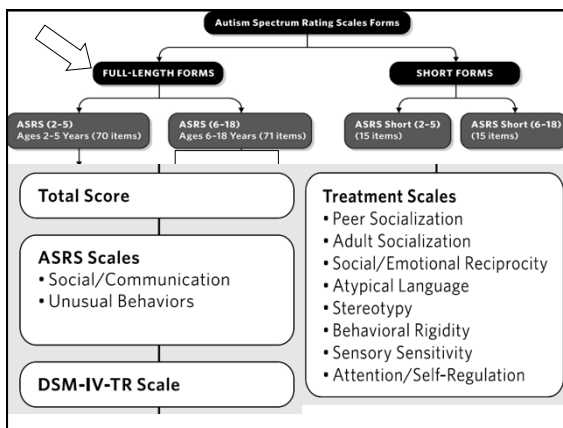 Autism Spectrum Rating Scales Forms
FULL-LENGTH FORMS
SHORT FORMS
ASRS (2–5)
Ages 2–5 Years (70 items)
ASRS (6–18)
Ages 6–18 Years (71 items)
ASRS Short (2–5)
(15 items)
ASRS Short (6–18)
(15 items)
Total Score
ASRS Scales
• Social/Communication
• Unusual Behaviors
DSM-IV-TR Scale
Treatment Scales
• Peer Socialization
• Adult Socialization
• Social/Emotional Reciprocity
• Atypical Language
• Stereotypy
• Behavioral Rigidity
• Sensory Sensitivity
• Attention/Self-Regulation